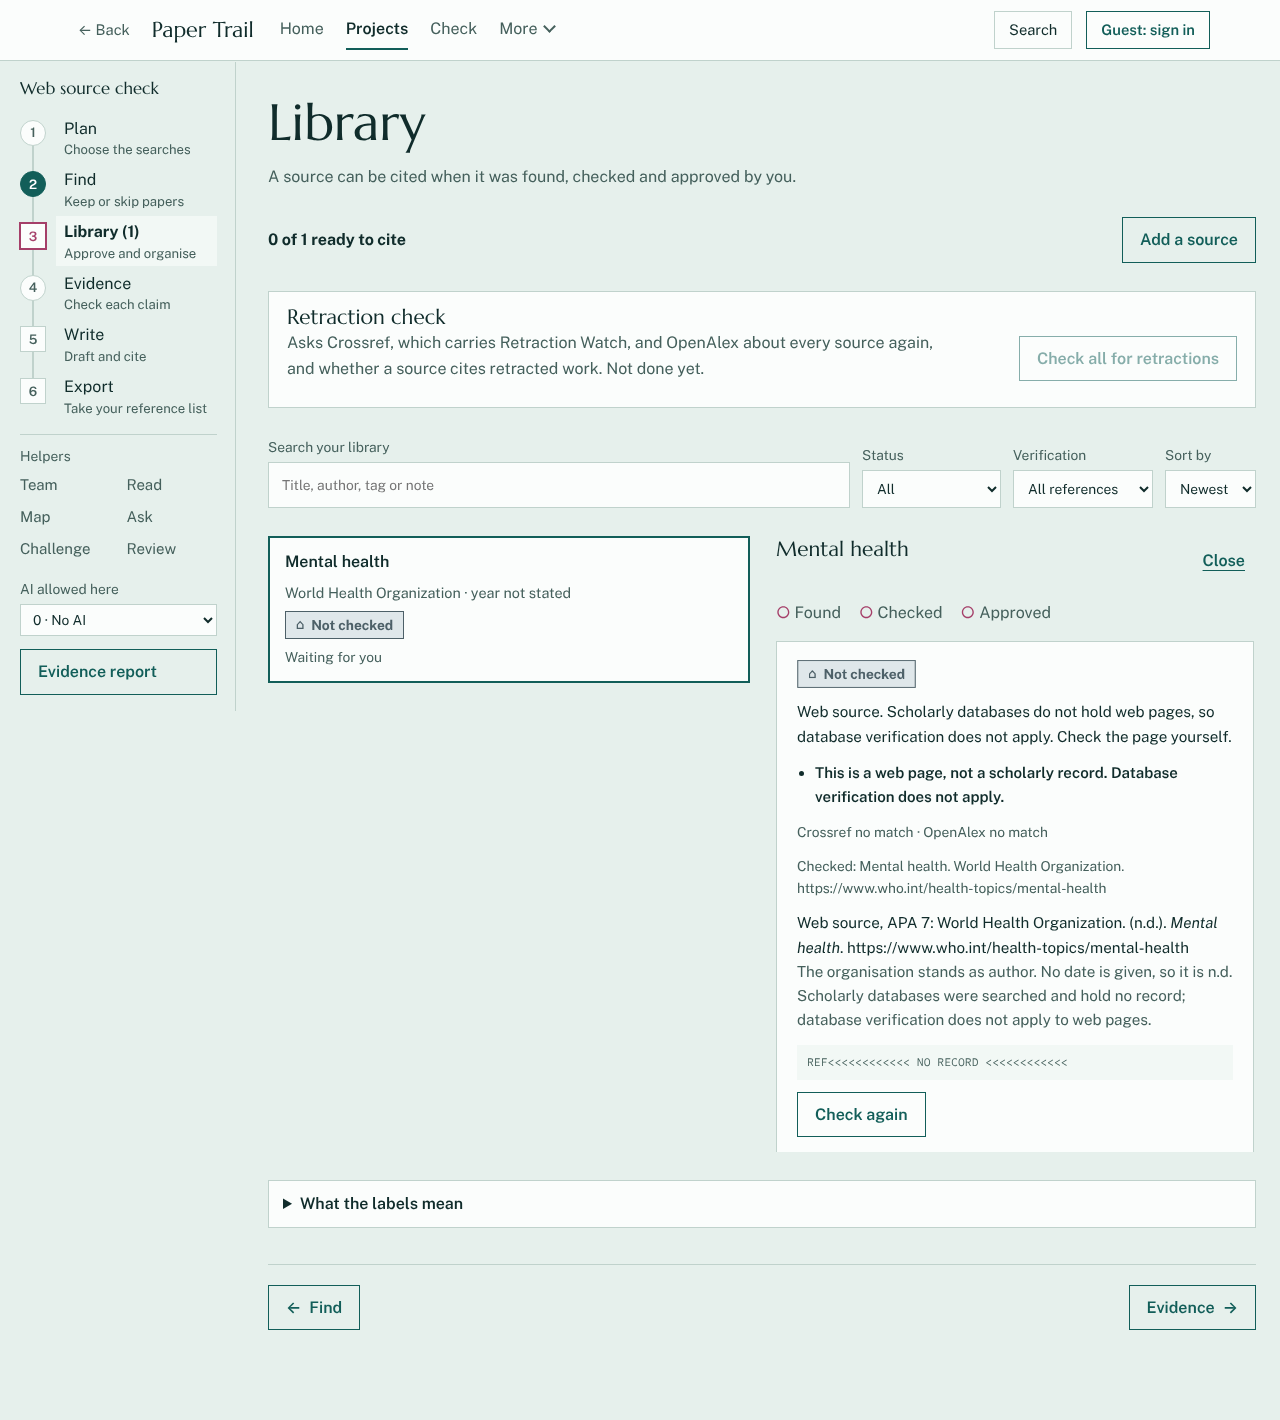 ← Back
Paper Trail
Home
Projects
Check
More
Search
Guest: sign in
Web source check
1
Plan
Choose the searches
2
Find
Keep or skip papers
3
Library (1)
Approve and organise
4
Evidence
Check each claim
5
Write
Draft and cite
6
Export
Take your reference list
Helpers
Team
Read
Map
Ask
Challenge
Review
AI allowed here
0 · No AI
Evidence report
Library
A source can be cited when it was found, checked and approved by you.
0 of 1 ready to cite
Add a source
Retraction check
Asks Crossref, which carries Retraction Watch, and OpenAlex about every source again,
and whether a source cites retracted work. Not done yet.
Check all for retractions
Search your library
Title, author, tag or note
Status
All
Verification
All references
Sort by
Newest
Mental health
World Health Organization · year not stated
⌂ Not checked
Waiting for you
Mental health
Close
Found
Checked
Approved
⌂ Not checked
Web source. Scholarly databases do not hold web pages, so
database verification does not apply. Check the page yourself.
• This is a web page, not a scholarly record. Database
verification does not apply.
Crossref no match · OpenAlex no match
Checked: Mental health. World Health Organization.
https://www.who.int/health-topics/mental-health
Web source, APA 7: World Health Organization. (n.d.). Mental
health. https://www.who.int/health-topics/mental-health
The organisation stands as author. No date is given, so it is n.d.
Scholarly databases were searched and hold no record;
database verification does not apply to web pages.
REF<<<<<<<<<<<< NO RECORD <<<<<<<<<<<<
Check again
What the labels mean
← Find
Evidence →